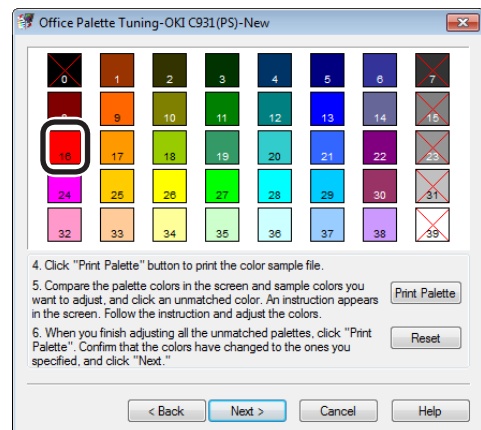 Office Palette Tuning-OKI C931(PS)-New
0 1 2 3 4 5 6 7
9 10 11 12 13 14 15
16 17 18 19 20 21 22 23
24 25 26 27 28 29 30 31
32 33 34 35 36 37 38 39
4. Click "Print Palette" button to print the color sample file.
5. Compare the palette colors in the screen and sample colors you
want to adjust, and click an unmatched color. An instruction appears
in the screen. Follow the instruction and adjust the colors.
Print Palette
6. When you finish adjusting all the unmatched palettes, click "Print
Palette". Confirm that the colors have changed to the ones you
specified, and click "Next."
Reset
< Back Next > Cancel Help